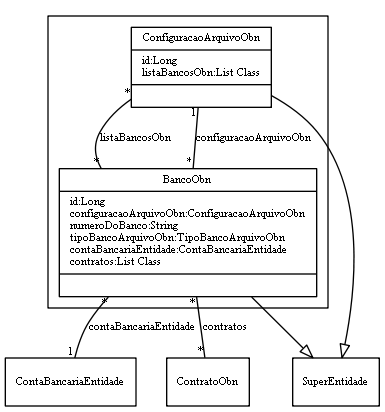 ConfiguracaoArquivoObn
id:Long
listaBancosObn:List Class
*
1
listaBancosObn
configuracaoArquivoObn
*
*
BancoObn
id:Long
configuracaoArquivoObn:ConfiguracaoArquivoObn
numeroDoBanco:String
tipoBancoArquivoObn:TipoBancoArquivoObn
contaBancariaEntidade:ContaBancariaEntidade
contratos:List Class
*
*
contaBancariaEntidade
contratos
1
*
ContaBancariaEntidade
ContratoObn
SuperEntidade